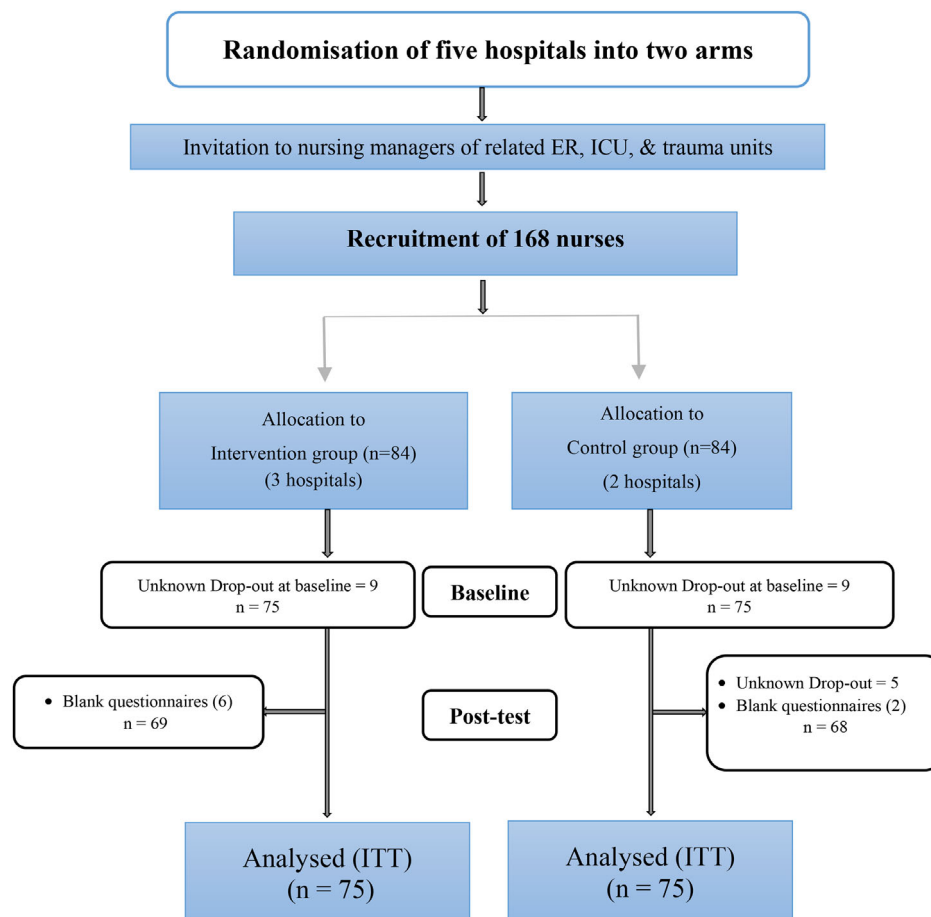 Randomisation of five hospitals into two arms
Invitation to nursing managers of related ER, ICU, & trauma units
Recruitment of 168 nurses
Allocation to
Intervention group (n=84)
(3 hospitals)
Allocation to
Control group (n=84)
(2 hospitals)
Unknown Drop-out at baseline = 9
n = 75
Baseline
Unknown Drop-out at baseline = 9
n = 75
• Blank questionnaires (6)
n = 69
Post-test
• Unknown Drop-out = 5
• Blank questionnaires (2)
n = 68
Analysed (ITT)
(n = 75)
Analysed (ITT)
(n = 75)